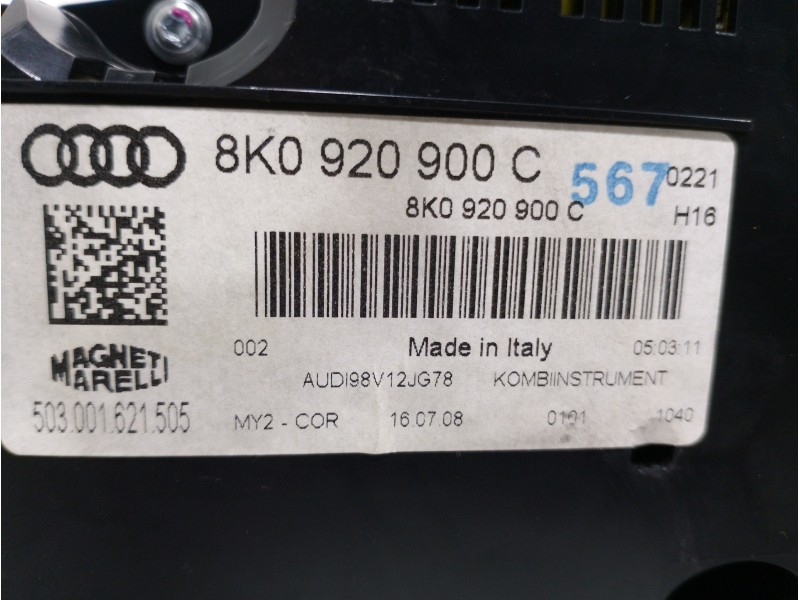 8K0 920 900 C
567
0221
8K0 920 900 C
H16
002
Made in Italy
05:03:11
MAGNETI
MARELLI
AUDI98V12JG78
KOMBIINSTRUMENT
503.001.621.505
MY2 - COR
16.07.08
0101
1040